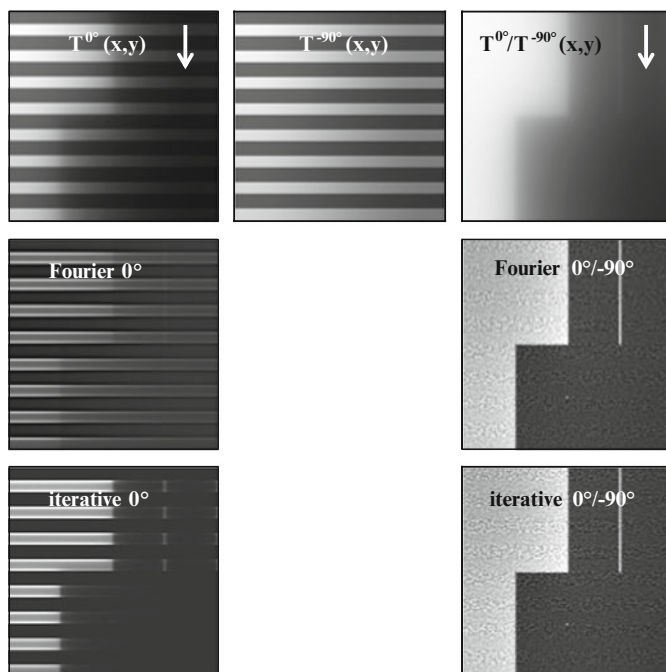 T0°(x,y)
T-90°(x,y)
T0°/T-90°(x,y)
Fourier 0°
Fourier 0°/-90°
iterative 0°
iterative 0°/-90°